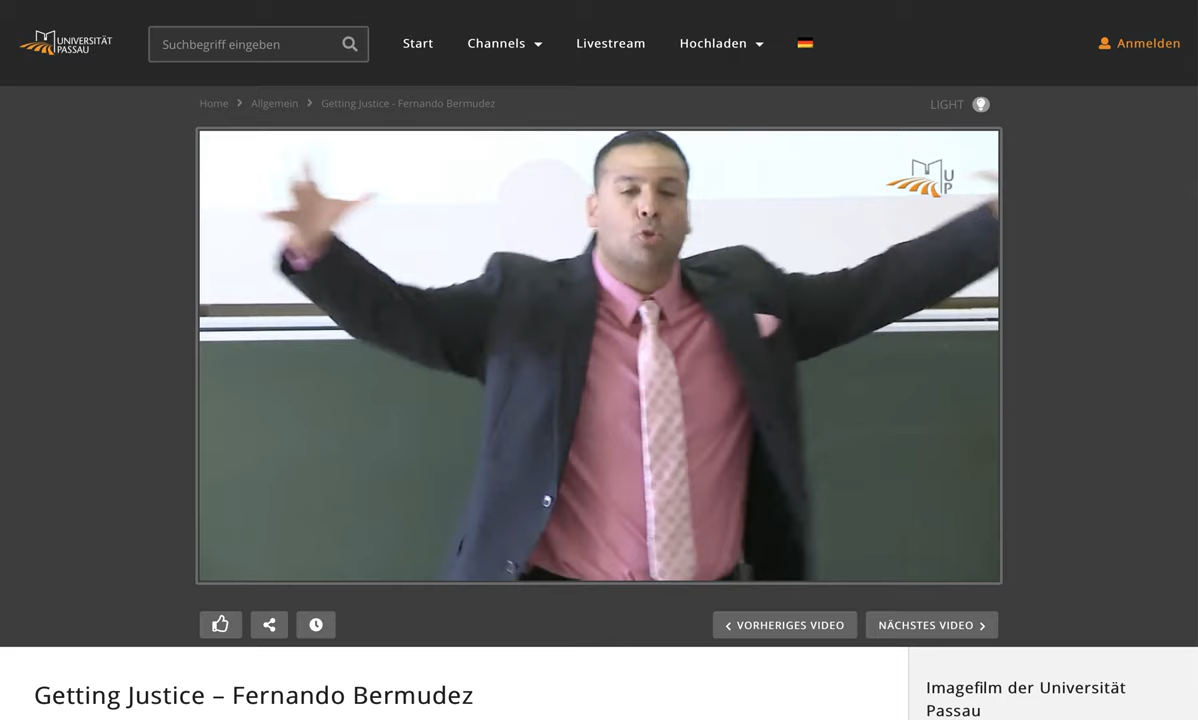 UNIVERSITÄT
PASSAU
Suchbegriff eingeben
Start
Channels
Livestream
Hochladen
Anmelden
Home > Allgemein > Getting Justice - Fernando Bermudez
LIGHT
U
P
VORHERIGES VIDEO
NÄCHSTES VIDEO
Getting Justice – Fernando Bermudez
Imagefilm der Universität
Passau